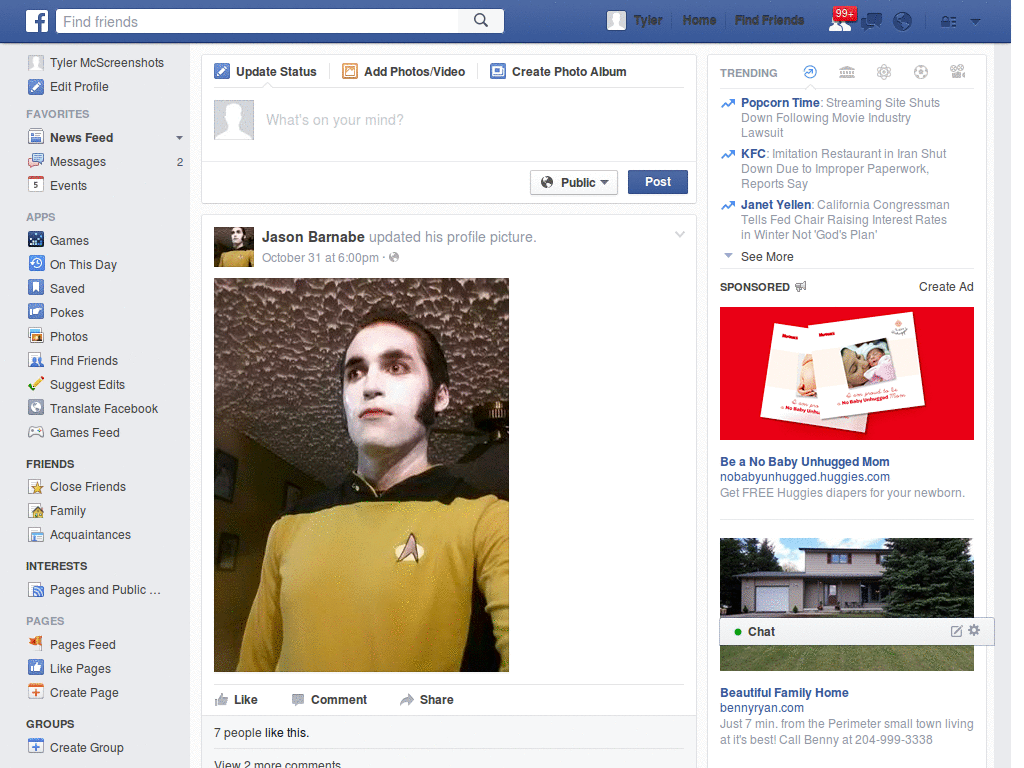 f
Find friends
Tyler
Home
Find Friends
99+
Tyler McScreenshots
Edit Profile
FAVORITES
News Feed
Messages 2
5 Events
APPS
Games
On This Day
Saved
Pokes
Photos
Find Friends
Suggest Edits
Translate Facebook
Games Feed
FRIENDS
Close Friends
Family
Acquaintances
INTERESTS
Pages and Public ...
PAGES
Pages Feed
Like Pages
Create Page
GROUPS
Create Group
Update Status
Add Photos/Video
Create Photo Album
What's on your mind?
Public
Post
Jason Barnabe updated his profile picture.
October 31 at 6:00pm ·
Like
Comment
Share
7 people like this.
View 2 more comments
TRENDING
Popcorn Time: Streaming Site Shuts
Down Following Movie Industry
Lawsuit
KFC: Imitation Restaurant in Iran Shut
Down Due to Improper Paperwork,
Reports Say
Janet Yellen: California Congressman
Tells Fed Chair Raising Interest Rates
in Winter Not 'God's Plan'
See More
SPONSORED
Create Ad
Be a No Baby Unhugged Mom
nobabyunhugged.huggies.com
Get FREE Huggies diapers for your newborn.
Chat
Beautiful Family Home
bennyryan.com
Just 7 min. from the Perimeter small town living
at it's best! Call Benny at 204-999-3338